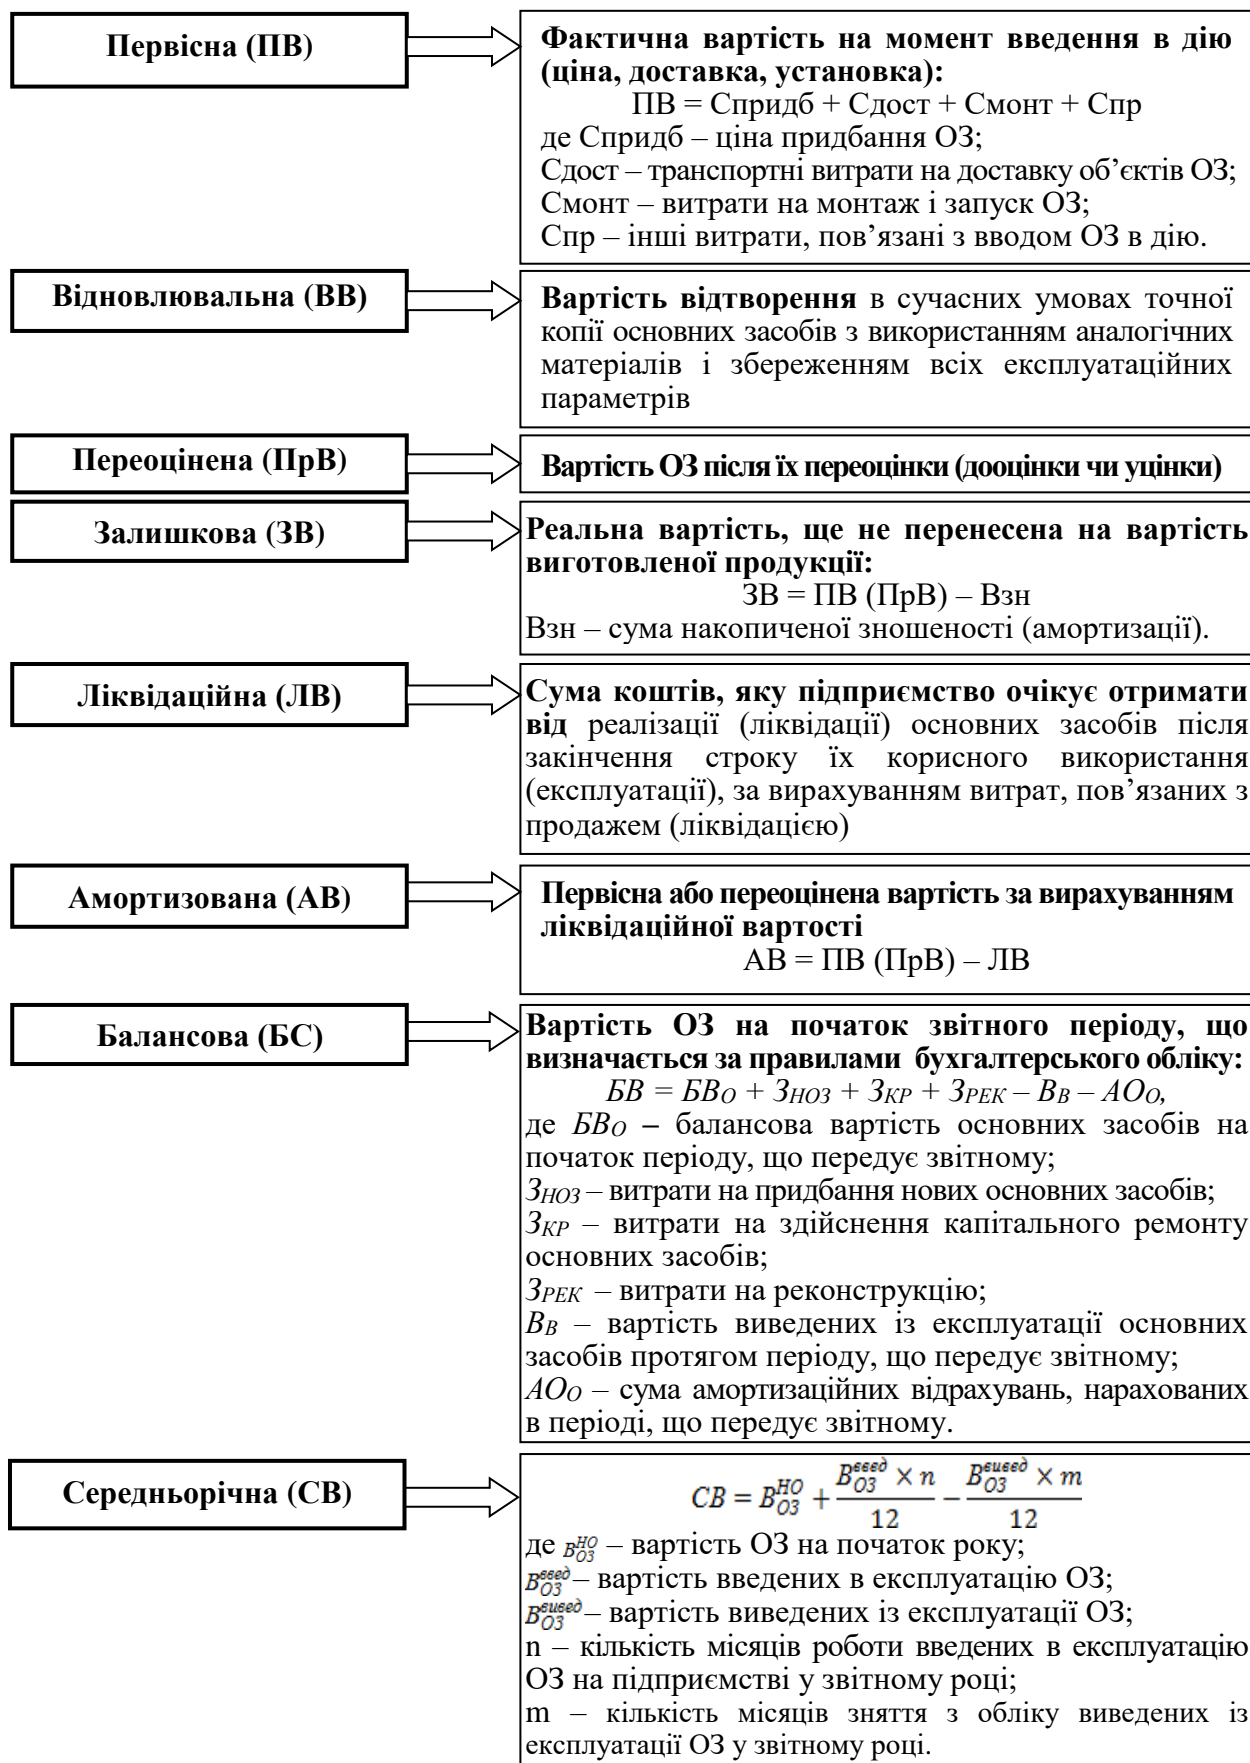 Первісна (ПВ)
Фактична вартість на момент введення в дію
(ціна, доставка, установка):
ПВ = Спридб + Сдост + Смонт + Спр
де Спридб – ціна придбання ОЗ;
Сдост – транспортні витрати на доставку об’єктів ОЗ;
Смонт – витрати на монтаж і запуск ОЗ;
Спр – інші витрати, пов’язані з вводом ОЗ в дію.
Відновлювальна (ВВ)
Вартість відтворення в сучасних умовах точної
копії основних засобів з використанням аналогічних
матеріалів і збереженням всіх експлуатаційних
параметрів
Переоцінена (ПрВ)
Вартість ОЗ після їх переоцінки (дооцінки чи уцінки)
Залишкова (ЗВ)
Реальна вартість, ще не перенесена на вартість
виготовленої продукції:
ЗВ = ПВ (ПрВ) – Взн
Взн – сума накопиченої зношеності (амортизації).
Ліквідаційна (ЛВ)
Сума коштів, яку підприємство очікує отримати
від реалізації (ліквідації) основних засобів після
закінчення строку їх корисного використання
(експлуатації), за вирахуванням витрат, пов’язаних з
продажем (ліквідацією)
Амортизована (АВ)
Первісна або переоцінена вартість за вирахуванням
ліквідаційної вартості
АВ = ПВ (ПрВ) – ЛВ
Балансова (БС)
Вартість ОЗ на початок звітного періоду, що
визначається за правилами бухгалтерського обліку:
БВ = БВО + ЗНОЗ + ЗКР + ЗРЕК – ВВ – АОО,
де БВО – балансова вартість основних засобів на
початок періоду, що передує звітному;
ЗНОЗ – витрати на придбання нових основних засобів;
ЗКР – витрати на здійснення капітального ремонту
основних засобів;
ЗРЕК – витрати на реконструкцію;
ВВ – вартість виведених із експлуатації основних
засобів протягом періоду, що передує звітному;
АОО – сума амортизаційних відрахувань, нарахованих
в періоді, що передує звітному.
Середньорічна (СВ)
СВ = В^НО_ОЗ + (В^введ_ОЗ × n)/12 − (В^вивед_ОЗ × m)/12
де В^НО_ОЗ – вартість ОЗ на початок року;
В^введ_ОЗ – вартість введених в експлуатацію ОЗ;
В^вивед_ОЗ – вартість виведених із експлуатації ОЗ;
n – кількість місяців роботи введених в експлуатацію
ОЗ на підприємстві у звітному році;
m – кількість місяців зняття з обліку виведених із
експлуатації ОЗ у звітному році.